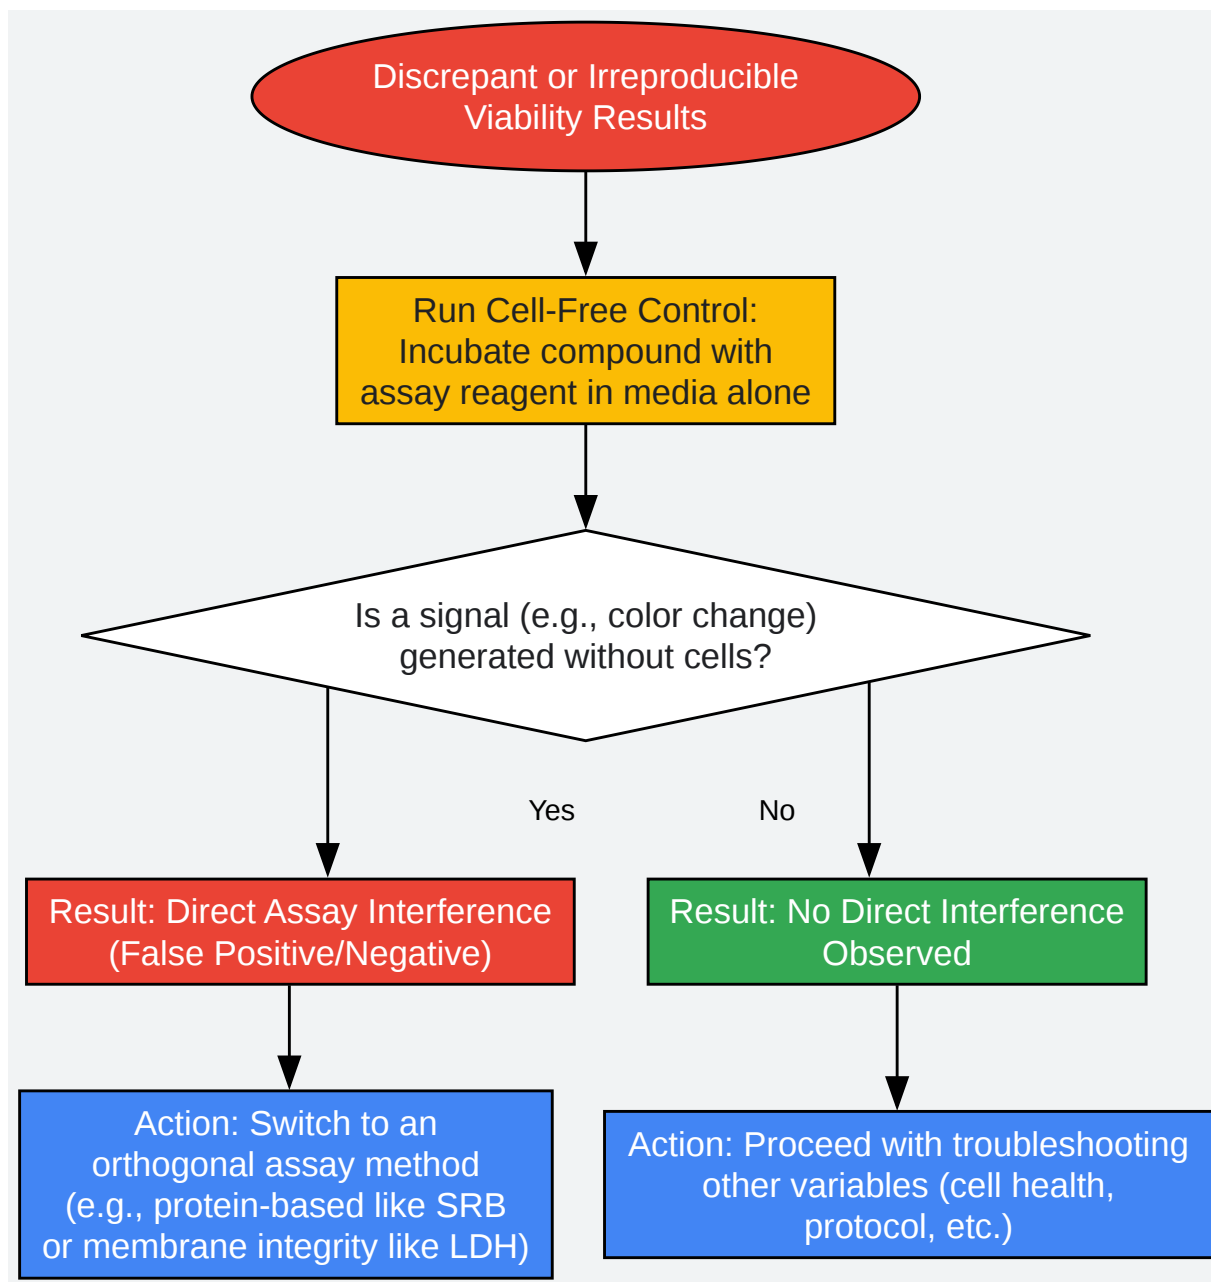 Discrepant or Irreproducible
Viability Results
Run Cell-Free Control:
Incubate compound with
assay reagent in media alone
Is a signal (e.g., color change)
generated without cells?
Yes
No
Result: Direct Assay Interference
(False Positive/Negative)
Result: No Direct Interference
Observed
Action: Switch to an
orthogonal assay method
(e.g., protein-based like SRB
or membrane integrity like LDH)
Action: Proceed with troubleshooting
other variables (cell health,
protocol, etc.)